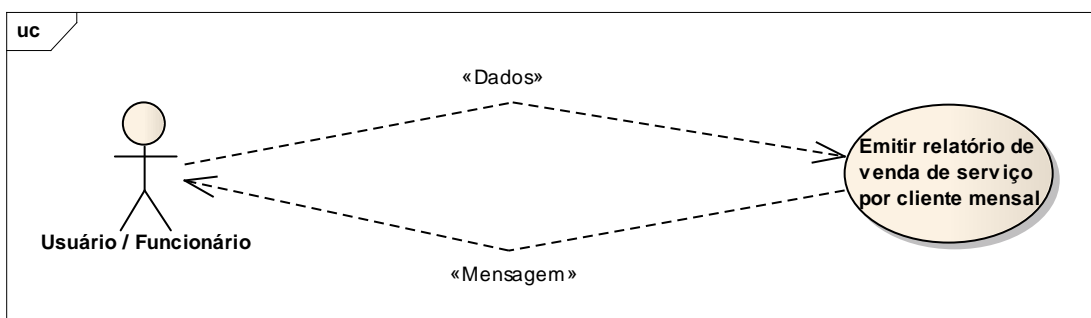 uc
«Dados»
Emitir relatório de
venda de serviço
por cliente mensal
Usuário / Funcionário
«Mensagem»